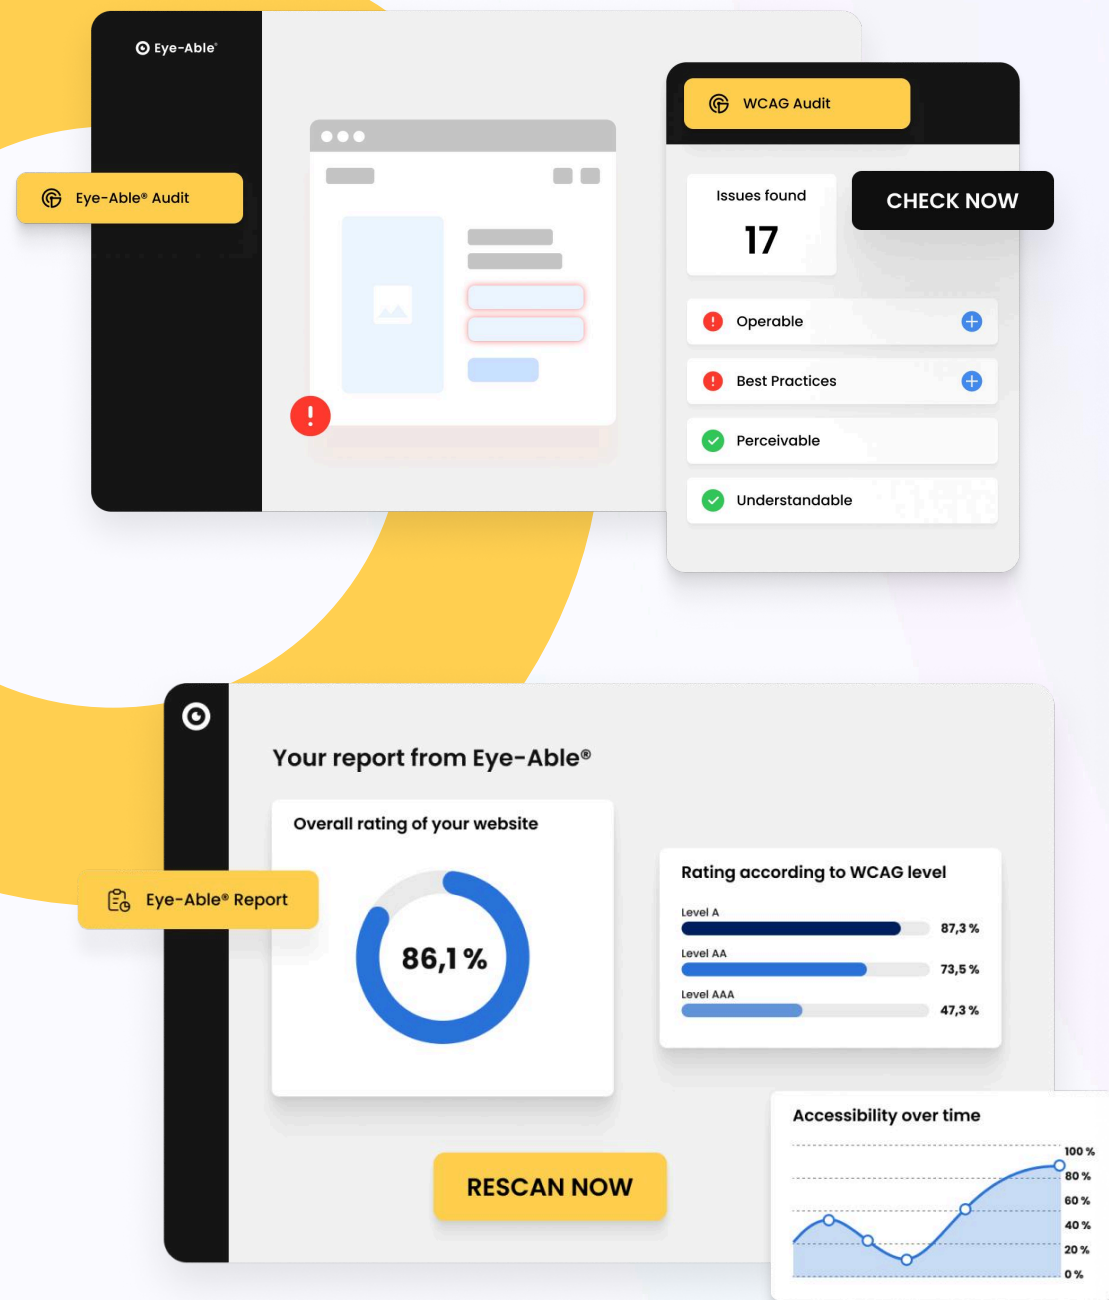 Eye-Able®
WCAG Audit
Eye-Able® Audit
Issues found
17
CHECK NOW
Operable
Best Practices
Perceivable
Understandable
Your report from Eye-Able®
Overall rating of your website
86,1 %
Eye-Able® Report
Rating according to WCAG level
Level A
87,3 %
Level AA
73,5 %
Level AAA
47,3 %
RESCAN NOW
Accessibility over time
100 %
80 %
60 %
40 %
20 %
0 %